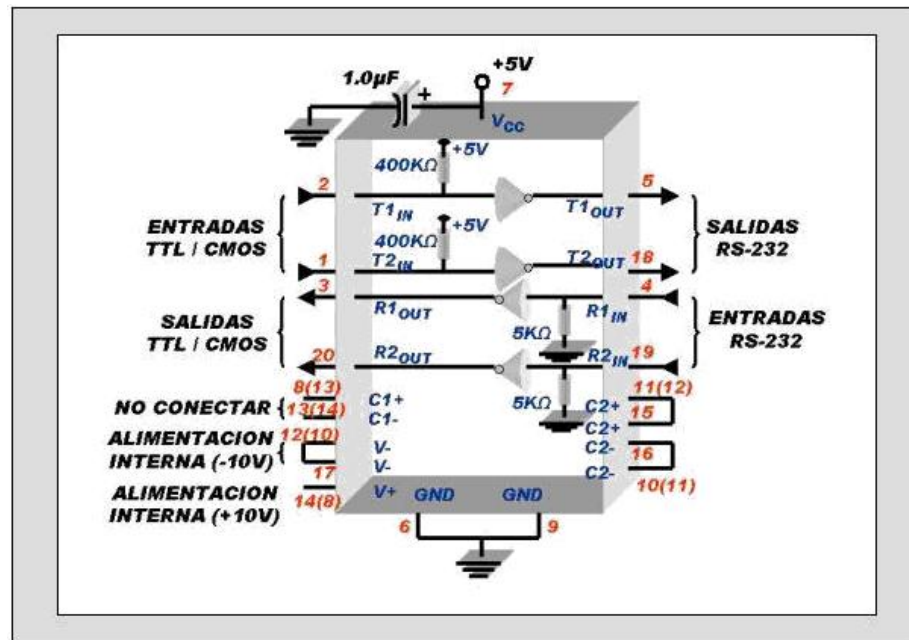 +5V
1.0µF
7
+
VCC
+5V
400KΩ
2
5
T1IN
T1OUT
ENTRADAS
TTL / CMOS
+5V
SALIDAS
RS-232
400KΩ
1
T2IN
T2OUT
18
3
4
R1OUT
R1IN
SALIDAS
TTL / CMOS
5KΩ
ENTRADAS
RS-232
20
R2OUT
R2IN
19
8(13)
11(12)
NO CONECTAR
C1+
5KΩ
C2+
13(14)
C1-
15
C2+
12(10)
ALIMENTACION
INTERNA (-10V)
V-
C2-
V-
16
17
C2-
10(11)
ALIMENTACION
INTERNA (+10V)
14(8)
V+
GND
GND
6
9